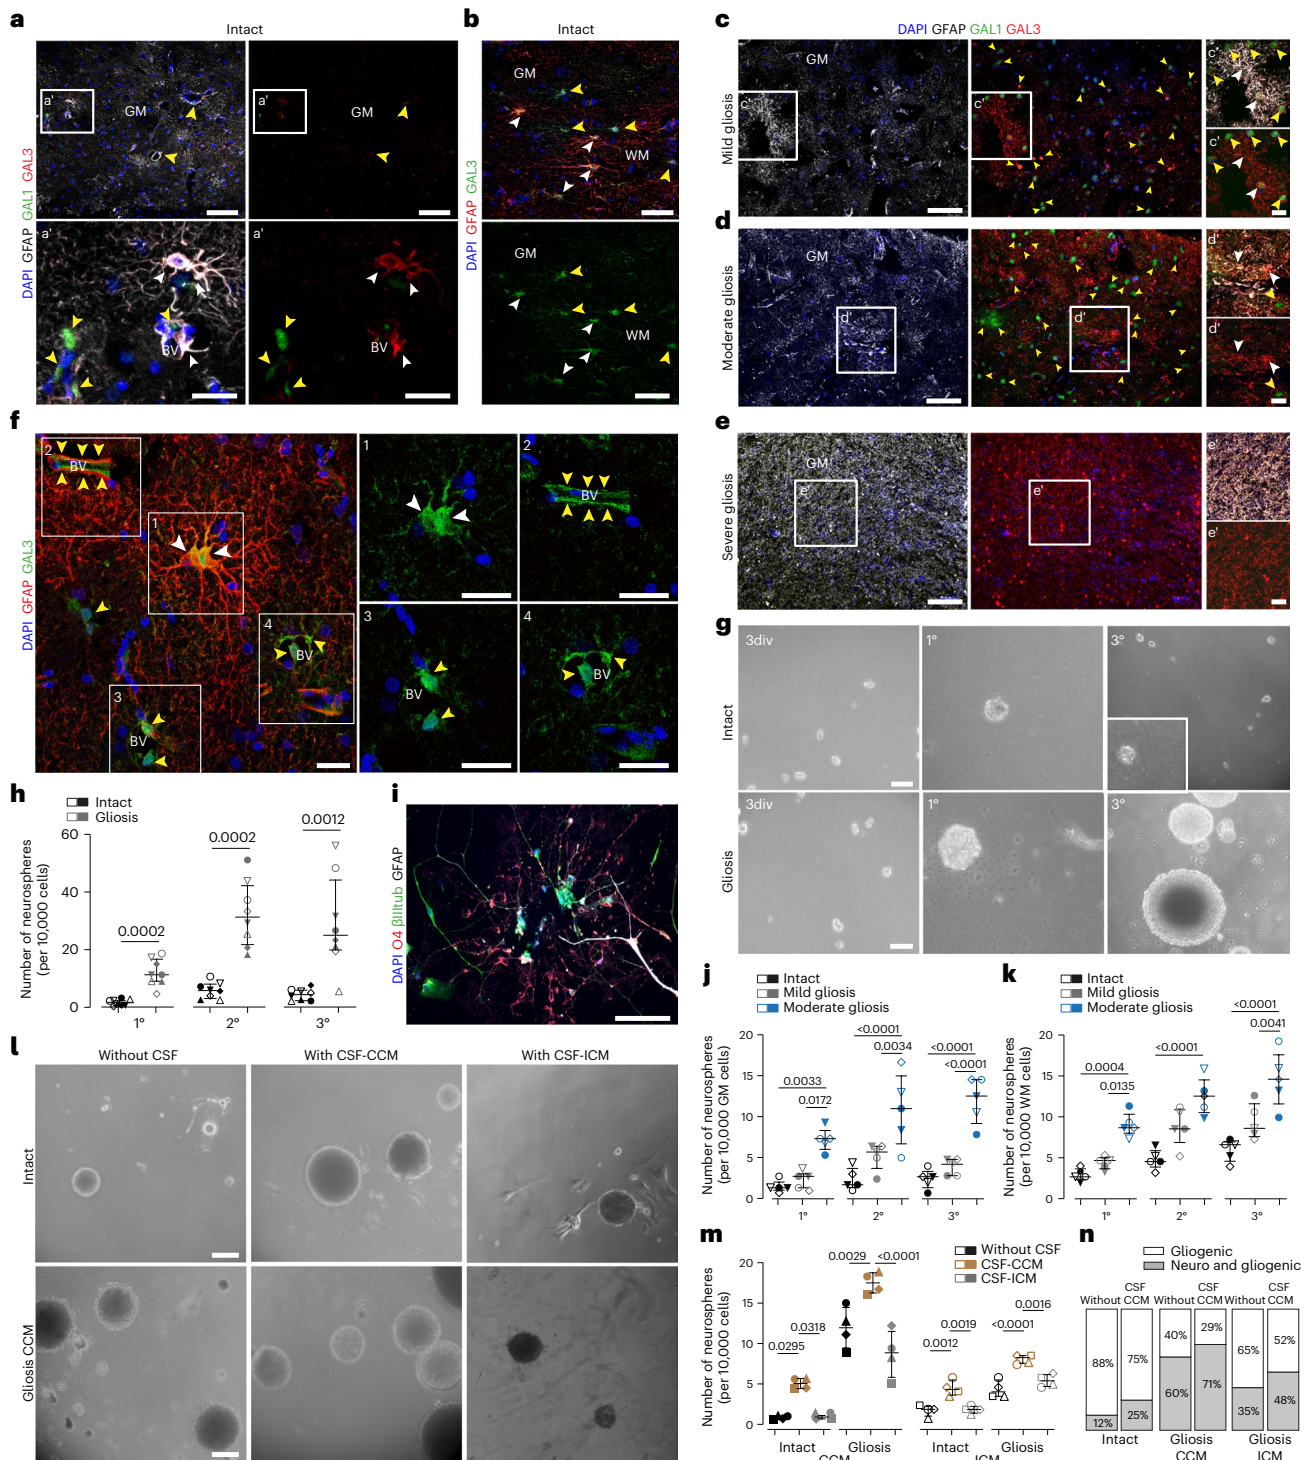 a
Intact
DAPI GFAP GAL1 GAL3
a'
GM
GM
a'
a'
BV
a'
BV
b
Intact
DAPI GFAP GAL3
GM
WM
GM
WM
c
DAPI GFAP GAL1 GAL3
Mild gliosis
GM
c'
c'
c'
c'
d
Moderate gliosis
GM
d'
d'
d'
d'
e
Severe gliosis
GM
e'
e'
e'
e'
f
DAPI GFAP GAL3
2
BV
1
4
BV
3
BV
1
2
BV
3
BV
4
BV
g
Intact
3div
1°
3°
Gliosis
3div
1°
3°
h
Intact
Gliosis
Number of neurospheres
(per 10,000 cells)
60
40
20
0
0.0002
0.0002
0.0012
1°
2°
3°
i
DAPI O4 βIIItub GFAP
j
Intact
Mild gliosis
Moderate gliosis
Number of neurospheres
(per 10,000 GM cells)
20
15
10
5
0
0.0033
0.0172
<0.0001
0.0034
<0.0001
<0.0001
1°
2°
3°
k
Intact
Mild gliosis
Moderate gliosis
Number of neurospheres
(per 10,000 WM cells)
20
15
10
5
0
0.0004
0.0135
<0.0001
<0.0001
0.0041
1°
2°
3°
l
Without CSF
With CSF-CCM
With CSF-ICM
Intact
Gliosis CCM
m
Without CSF
CSF-CCM
CSF-ICM
Number of neurospheres
(per 10,000 cells)
20
15
10
5
0
0.0295
0.0318
0.0029
<0.0001
0.0012
0.0019
<0.0001
0.0016
Intact
Gliosis
Intact
Gliosis
CCM
ICM
n
Gliogenic
Neuro and gliogenic
Without
CSF
CCM
Without
CSF
CCM
Without
CSF
CCM
88%
12%
75%
25%
40%
60%
29%
71%
65%
35%
52%
48%
Intact
Gliosis
CCM
Gliosis
ICM